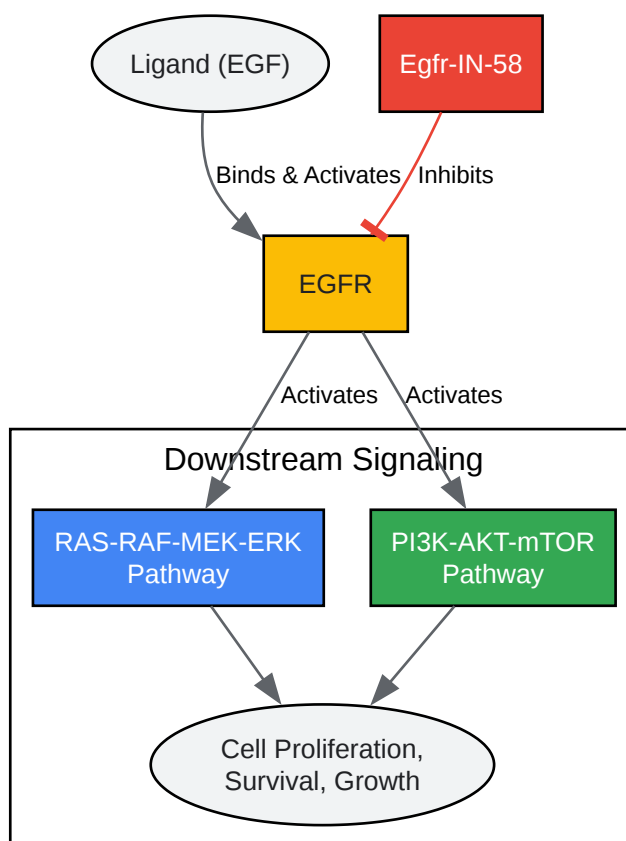 Ligand (EGF)
Egfr-IN-58
Binds & Activates
Inhibits
EGFR
Activates
Activates
Downstream Signaling
RAS-RAF-MEK-ERK
Pathway
PI3K-AKT-mTOR
Pathway
Cell Proliferation,
Survival, Growth